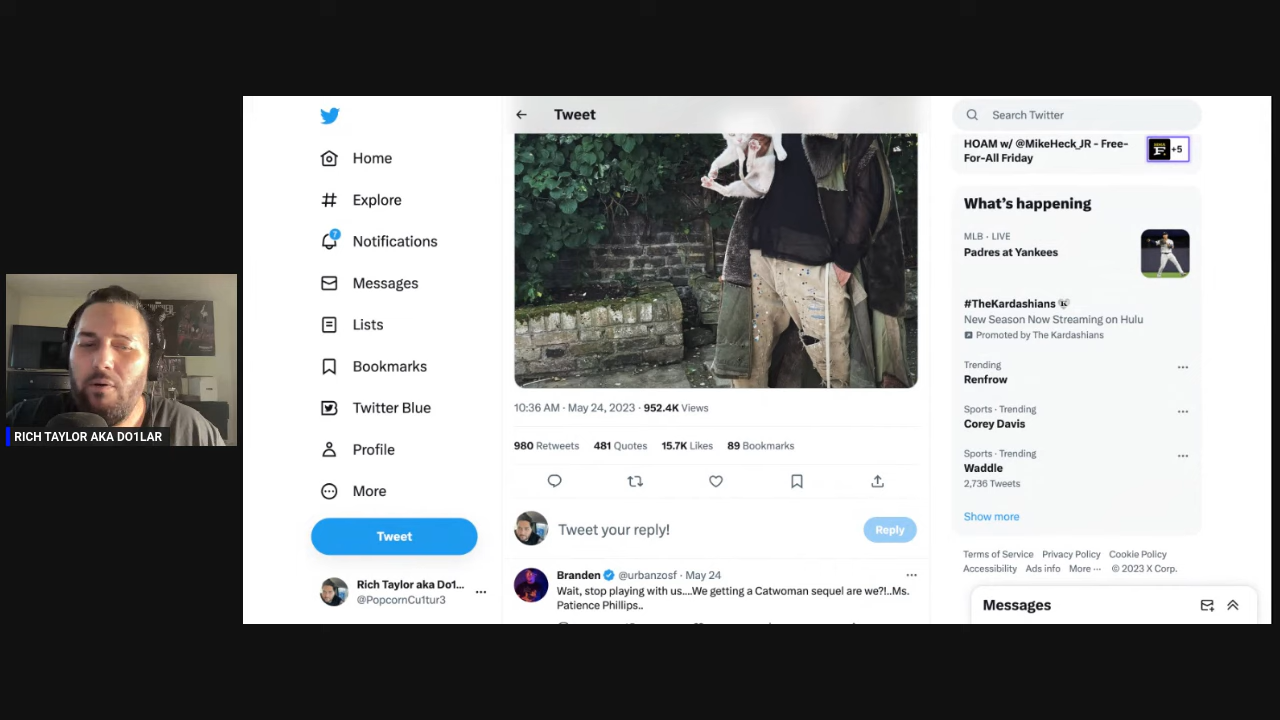 RICH TAYLOR AKA DO1LAR
Home
Explore
7
Notifications
Messages
Lists
Bookmarks
Twitter Blue
Profile
More
Tweet
Rich Taylor aka Do1...
@PopcornCu1tur3
Tweet
10:36 AM · May 24, 2023 · 952.4K Views
980 Retweets 481 Quotes 15.7K Likes 89 Bookmarks
Tweet your reply!
Reply
Branden @urbanzosf · May 24
Wait, stop playing with us....We getting a Catwoman sequel are we?!..Ms.
Patience Phillips..
Search Twitter
HOAM w/ @MikeHeck_JR - Free-
For-All Friday
+5
What's happening
MLB · LIVE
Padres at Yankees
#TheKardashians
New Season Now Streaming on Hulu
Promoted by The Kardashians
Trending
Renfrow
Sports · Trending
Corey Davis
Sports · Trending
Waddle
2,736 Tweets
Show more
Terms of Service Privacy Policy Cookie Policy
Accessibility Ads info More ··· © 2023 X Corp.
Messages